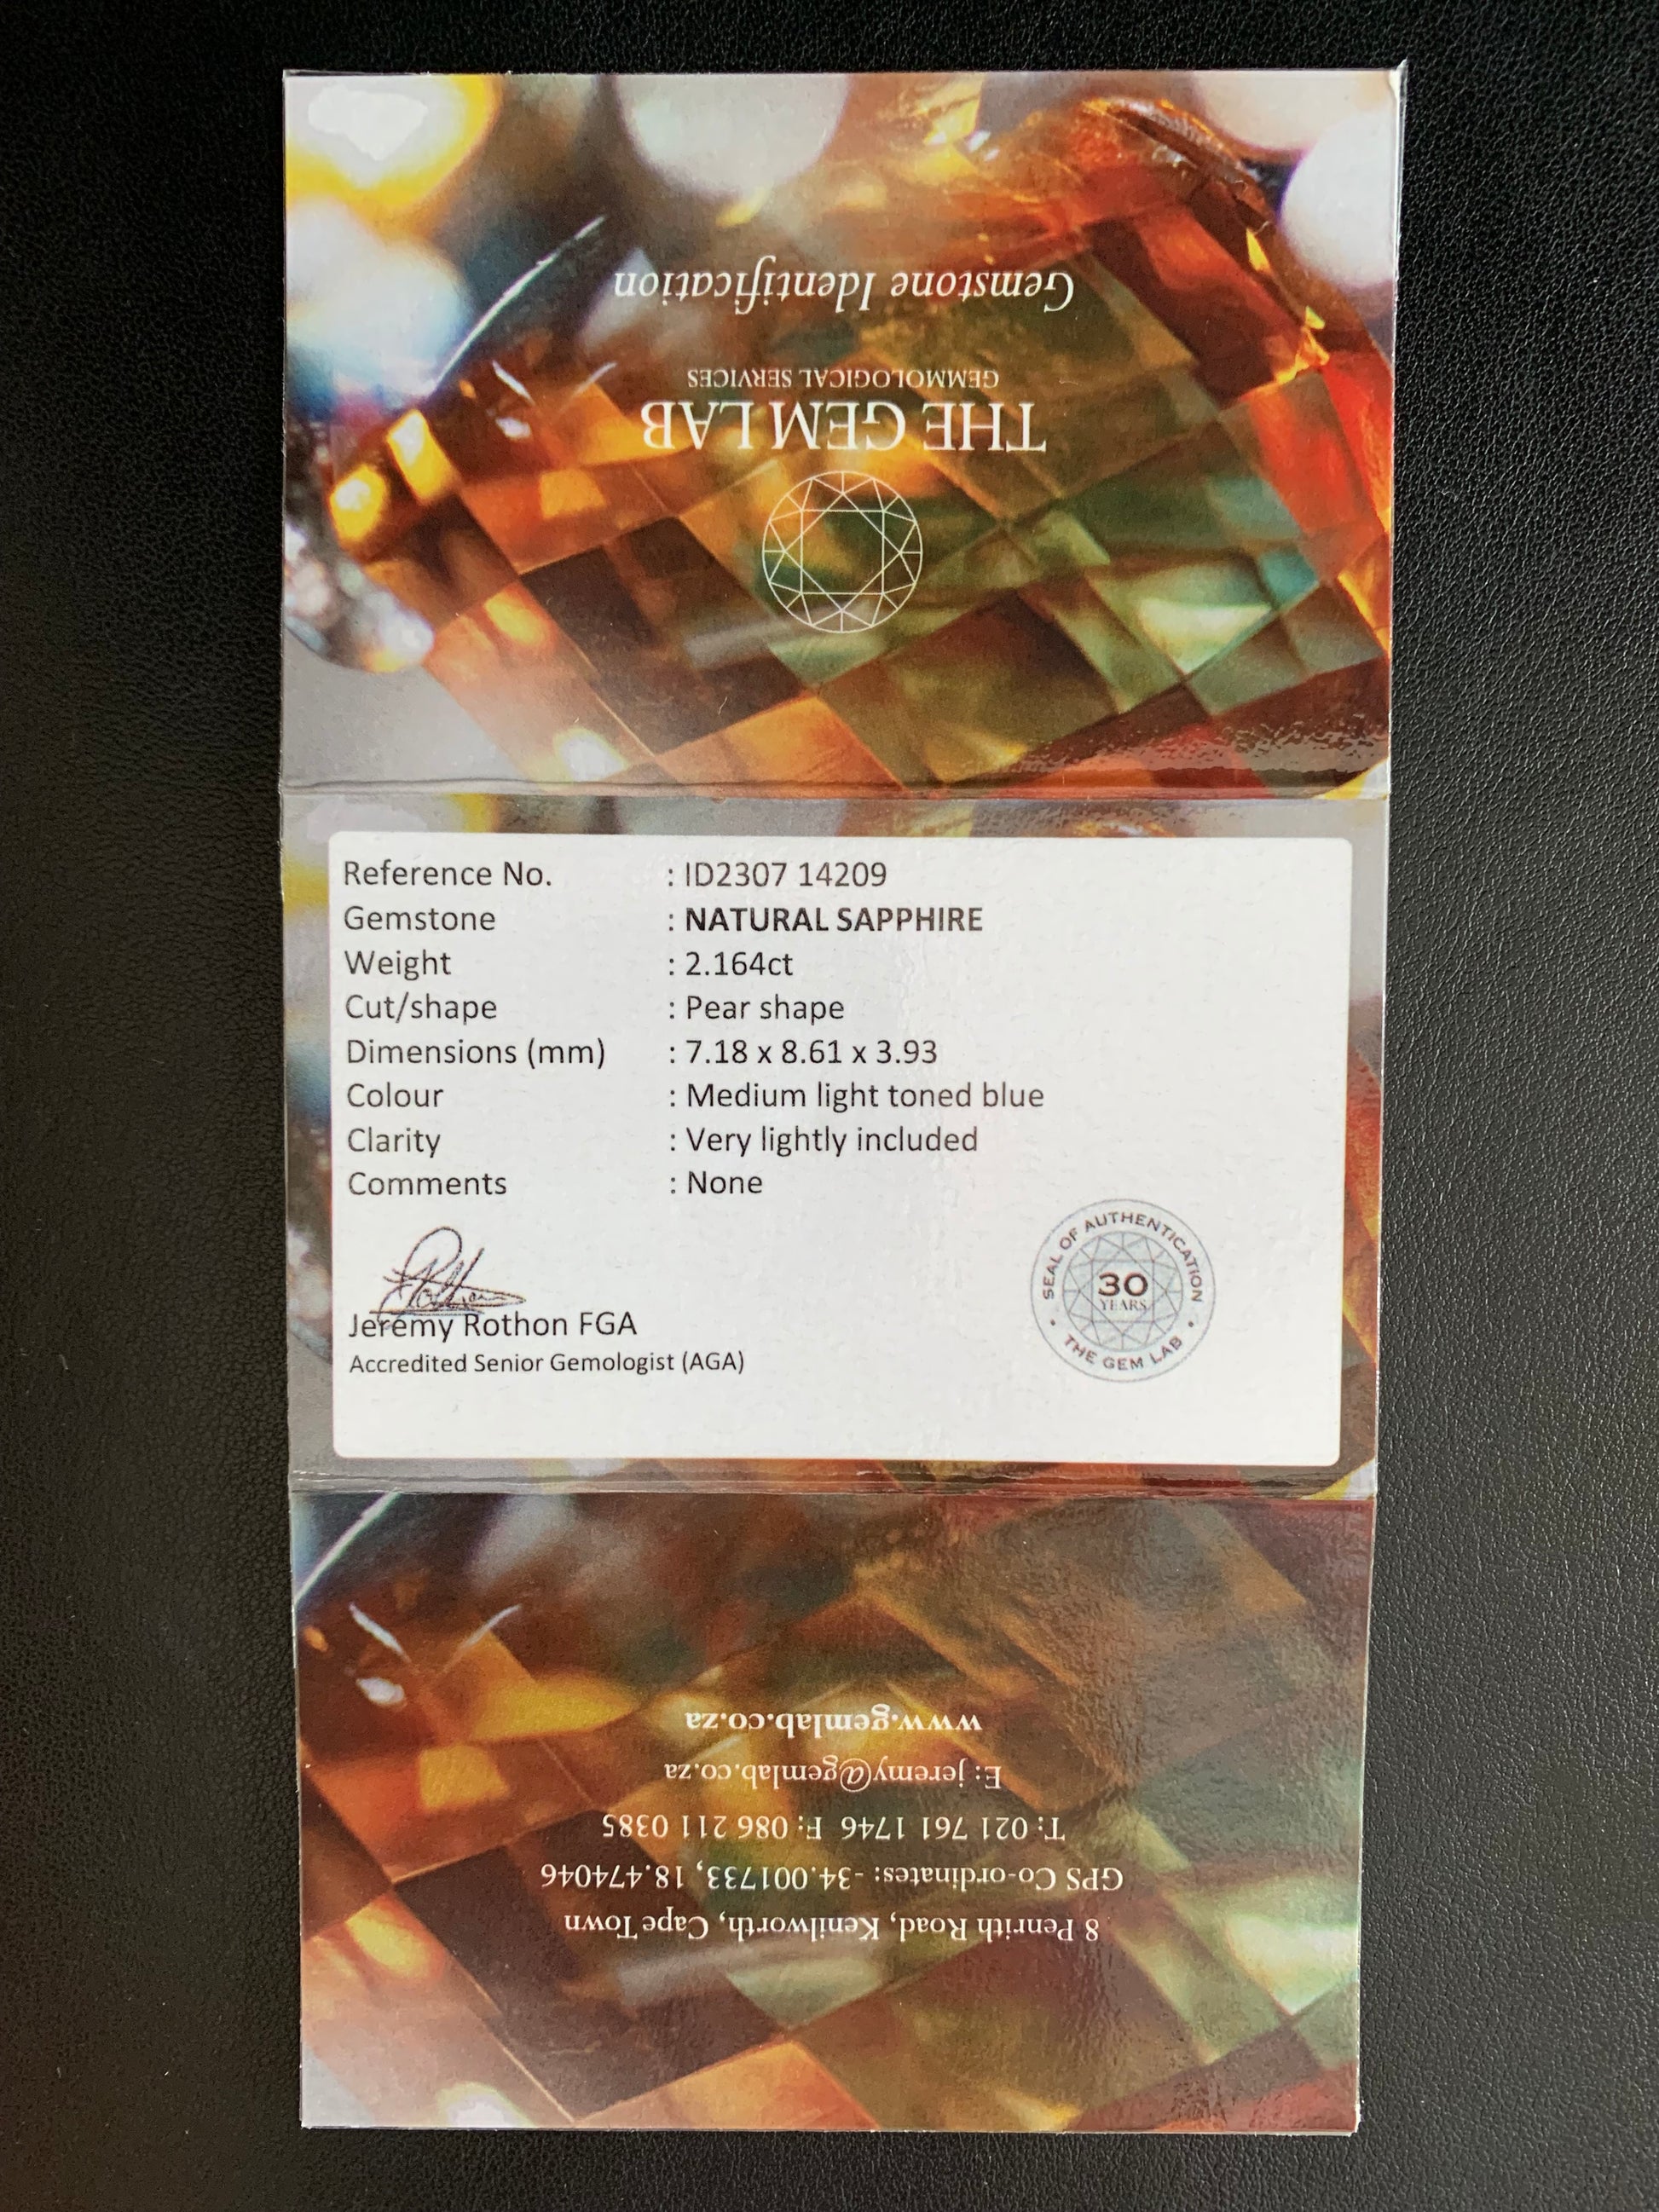 Gemstone Identification
GEMMOLOGICAL SERVICES
THE GEM LAB
Reference No. : ID2307 14209
Gemstone : NATURAL SAPPHIRE
Weight : 2.164ct
Cut/shape : Pear shape
Dimensions (mm) : 7.18 x 8.61 x 3.93
Colour : Medium light toned blue
Clarity : Very lightly included
Comments : None
Jeremy Rothon FGA
Accredited Senior Gemologist (AGA)
SEAL OF AUTHENTICATION
30
YEARS
• THE GEM LAB •
www.gemlab.co.za
E: jeremy@gemlab.co.za
T: 021 761 1746 F: 086 211 0385
GPS Co-ordinates: -34.001733, 18.474046
8 Penrith Road, Kenilworth, Cape Town